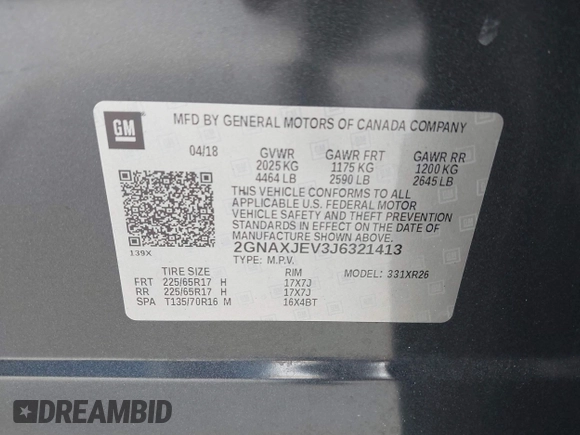 GM
MFD BY GENERAL MOTORS OF CANADA COMPANY
04/18 GVWR GAWR FRT GAWR RR
2025 KG 1175 KG 1200 KG
4464 LB 2590 LB 2645 LB
THIS VEHICLE CONFORMS TO ALL
APPLICABLE U.S. FEDERAL MOTOR
VEHICLE SAFETY AND THEFT PREVENTION
STANDARDS IN EFFECT ON THE DATE OF
MANUFACTURE SHOWN ABOVE.
139X 2GNAXJEV3J6321413
TYPE: M.P.V. MODEL: 331XR26
TIRE SIZE RIM
FRT 225/65R17 H 17X7J
RR 225/65R17 H 17X7J
SPA T135/70R16 M 16X4BT
DREAMBID